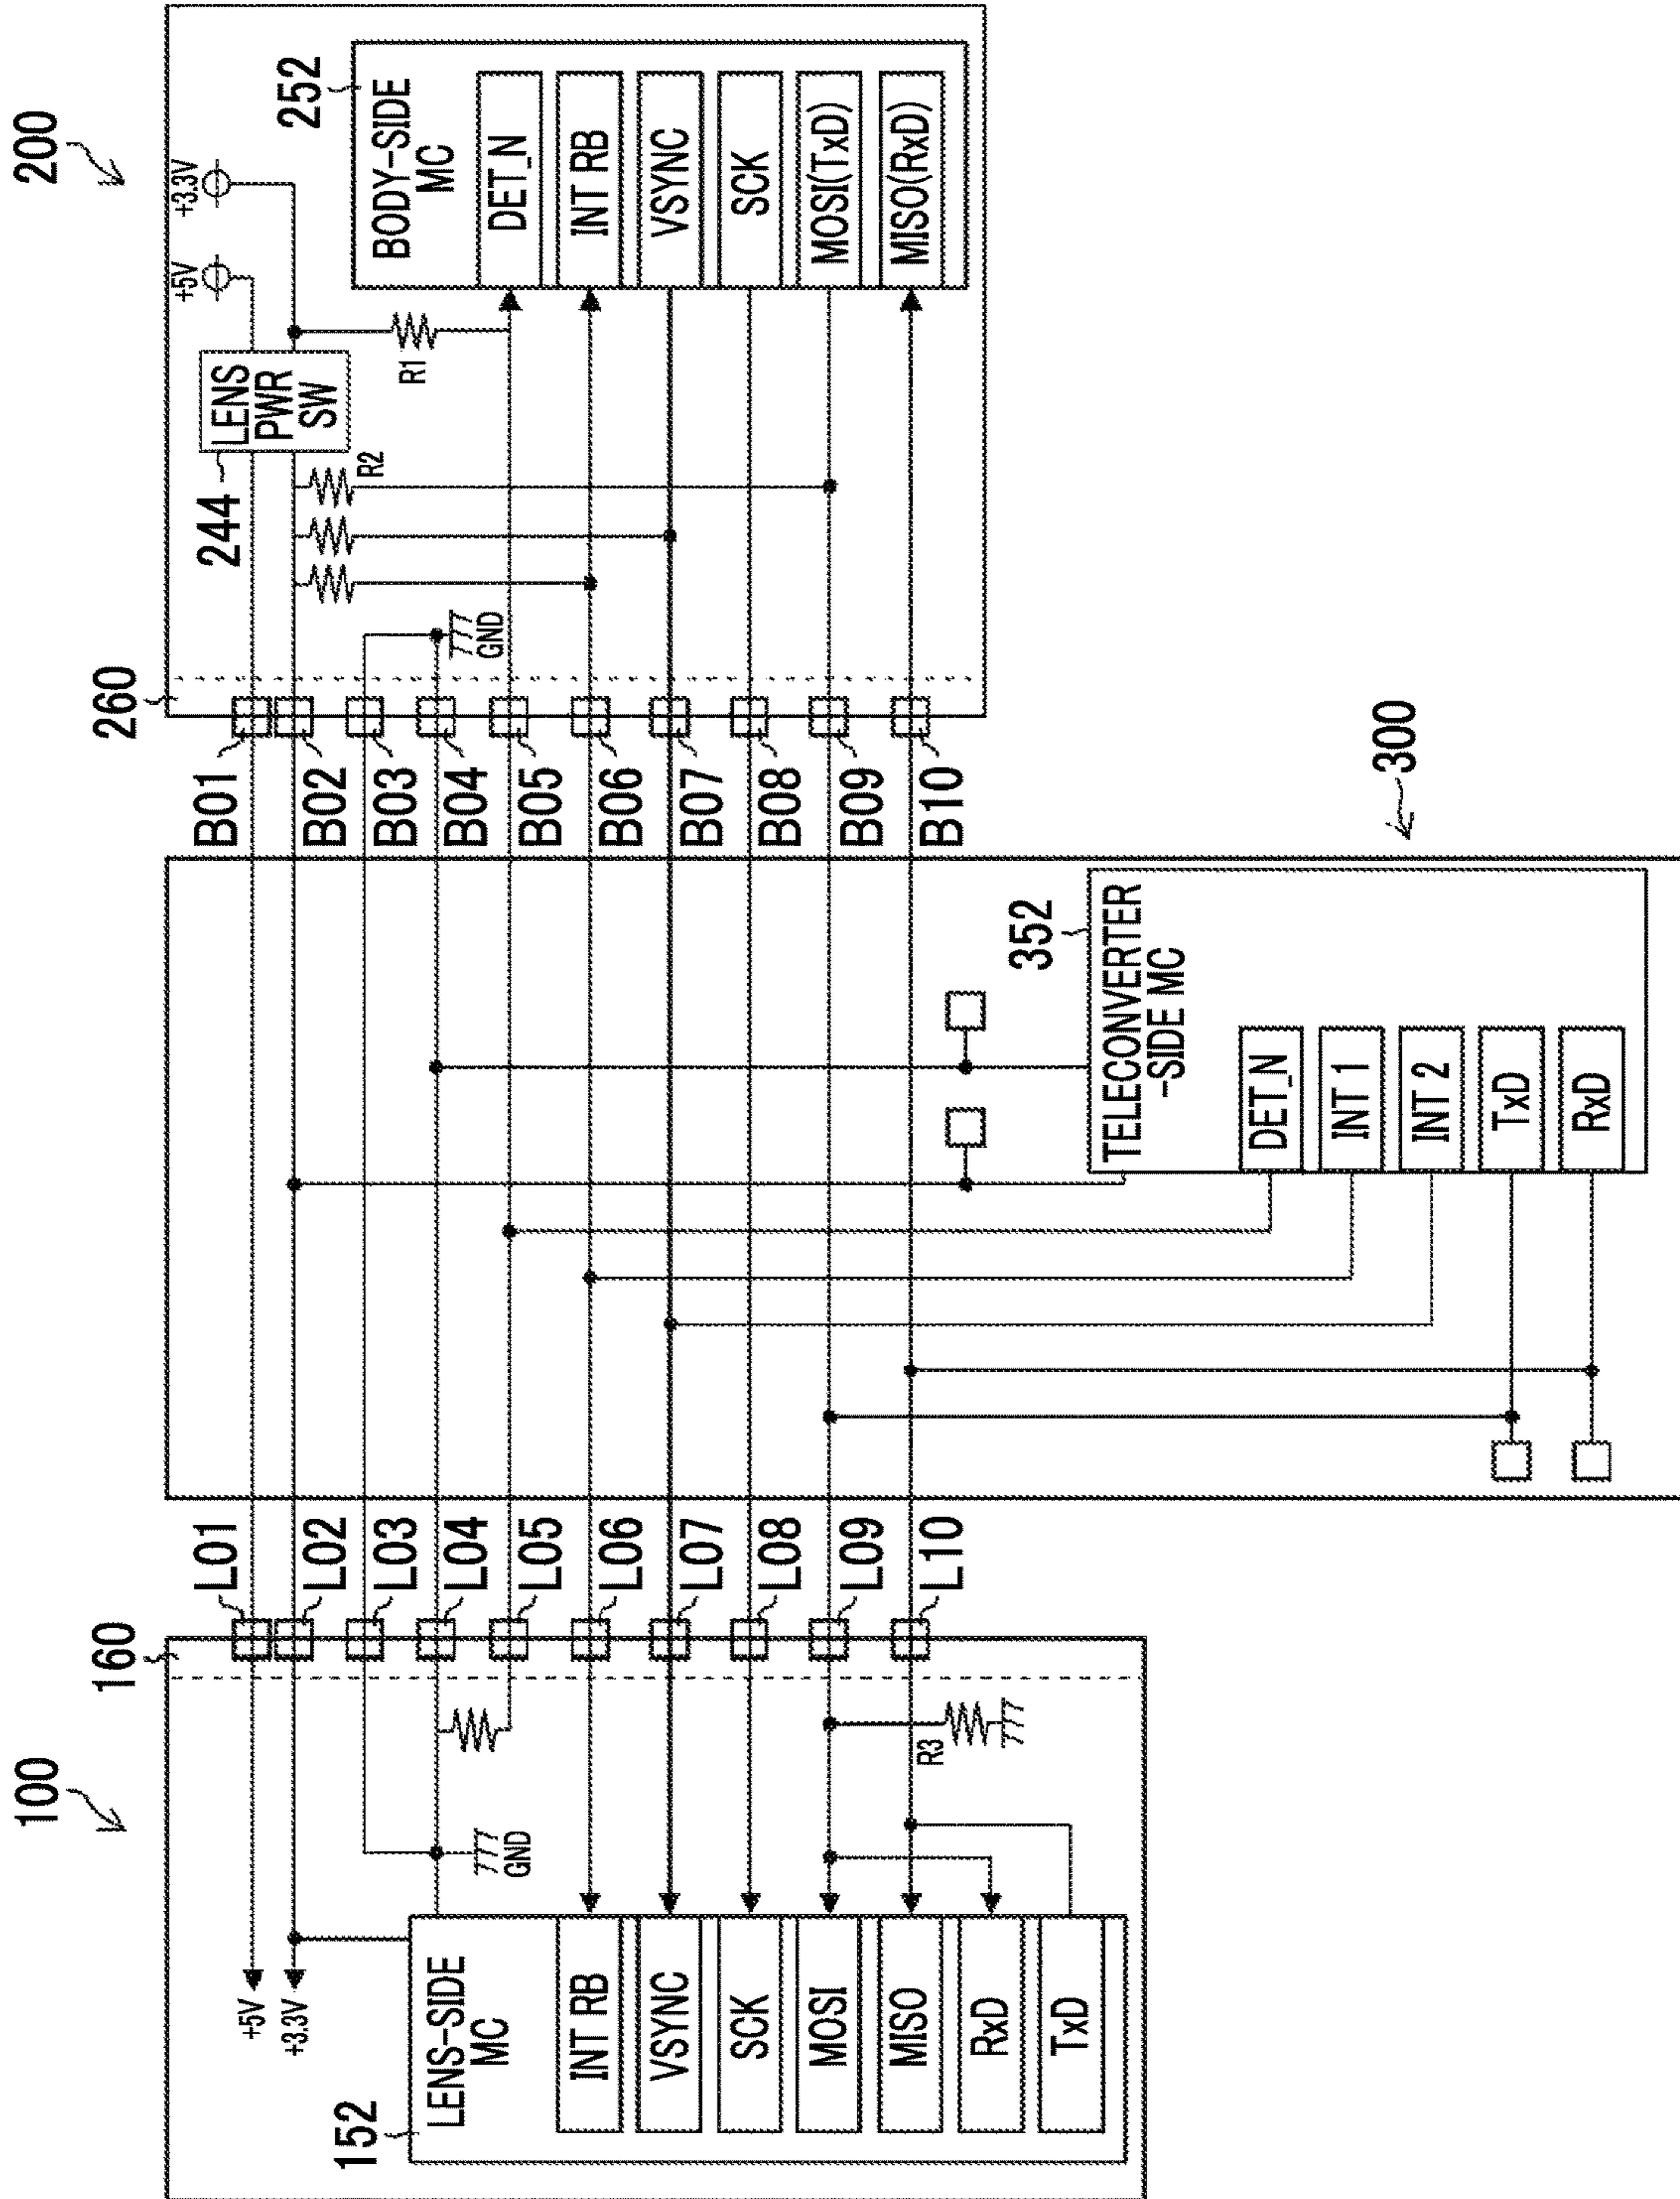 100
160
+5V
+3.3V
152
LENS-SIDE
MC
INT RB
VSYNC
SCK
MOSI
MISO
RxD
TxD
GND
R3
L01
L02
L03
L04
L05
L06
L07
L08
L09
L10
300
352
TELECONVERTER
-SIDE MC
DET_N
INT 1
INT 2
TxD
RxD
B01
B02
B03
B04
B05
B06
B07
B08
B09
B10
200
260
244
LENS
PWR
SW
+5V
+3.3V
R2
R1
GND
252
BODY-SIDE
MC
DET_N
INT RB
VSYNC
SCK
MOSI(TxD)
MISO(RxD)